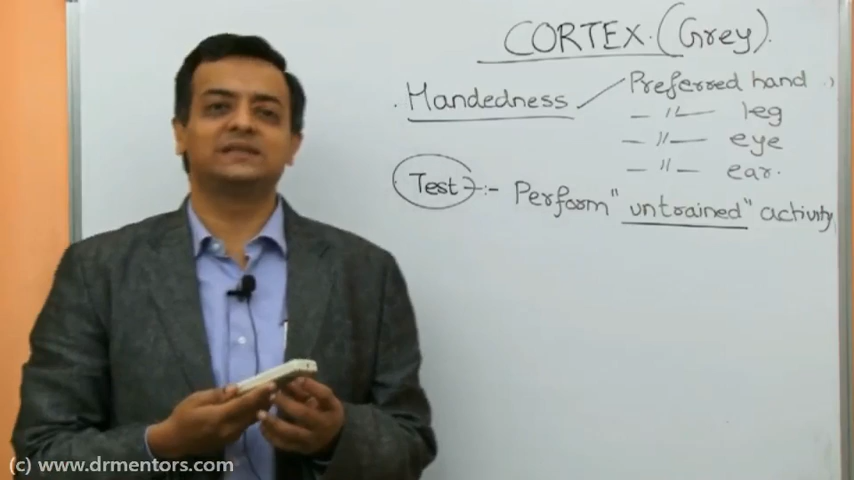 CORTEX. (Grey).
Handedness Preferred hand
-〃- leg
-〃- eye
-〃- ear.
Test :- Perform "untrained" activity
(c) www.drmentors.com